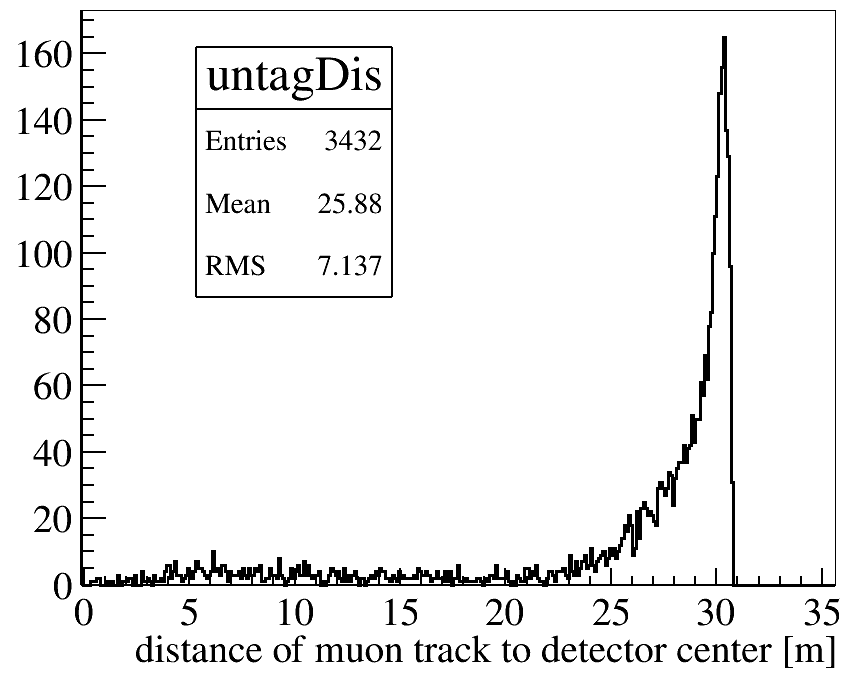 untagDis
Entries 3432
Mean 25.88
RMS 7.137
160
140
120
100
80
60
40
20
0
0 5 10 15 20 25 30 35
distance of muon track to detector center [m]